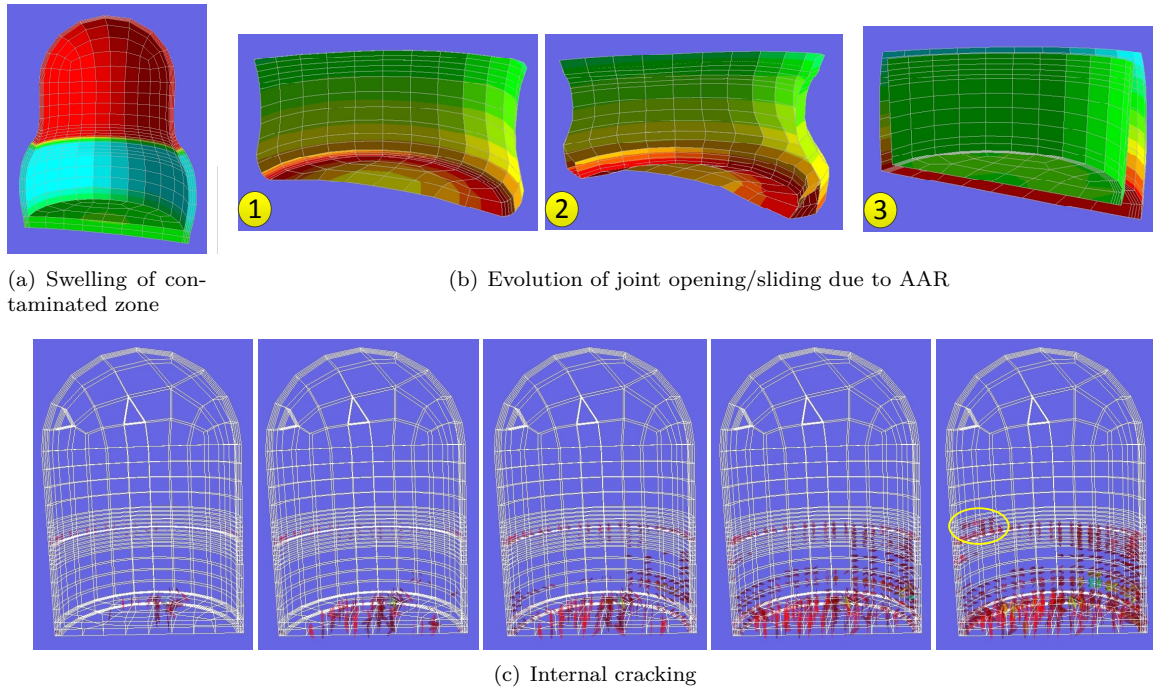 1
2
3
(a) Swelling of con-
taminated zone
(b) Evolution of joint opening/sliding due to AAR
(c) Internal cracking